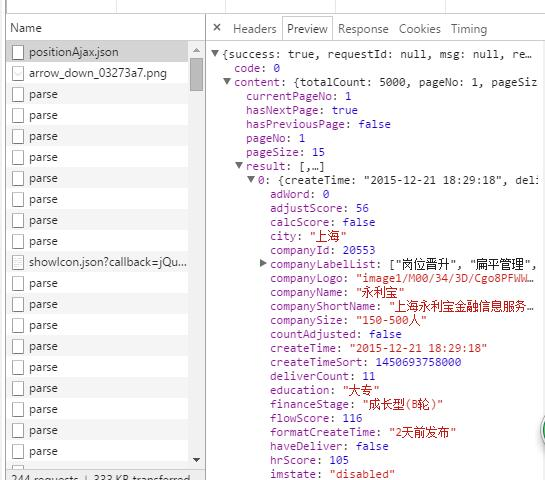 Name
positionAjax.json
arrow_down_03273a7.png
parse
parse
parse
parse
parse
parse
parse
parse
showIcon.json?callback=jQu...
parse
parse
parse
parse
parse
parse
parse
parse
parse
244 requests | 333 KB transferred
× Headers Preview Response Cookies Timing
▼{success: true, requestId: null, msg: null, re…
code: 0
▼content: {totalCount: 5000, pageNo: 1, pageSiz
currentPageNo: 1
hasNextPage: true
hasPreviousPage: false
pageNo: 1
pageSize: 15
▼result: [,…]
▼0: {createTime: "2015-12-21 18:29:18", deli
adWord: 0
adjustScore: 56
calcScore: false
city: "上海"
companyId: 20553
▶companyLabelList: ["岗位晋升", "扁平管理",
companyLogo: "image1/M00/34/3D/Cgo8PFWW…
companyName: "永利宝"
companyShortName: "上海永利宝金融信息服务…
companySize: "150-500人"
countAdjusted: false
createTime: "2015-12-21 18:29:18"
createTimeSort: 1450693758000
deliverCount: 11
education: "大专"
financeStage: "成长型(B轮)"
flowScore: 116
formatCreateTime: "2天前发布"
haveDeliver: false
hrScore: 105
imstate: "disabled"